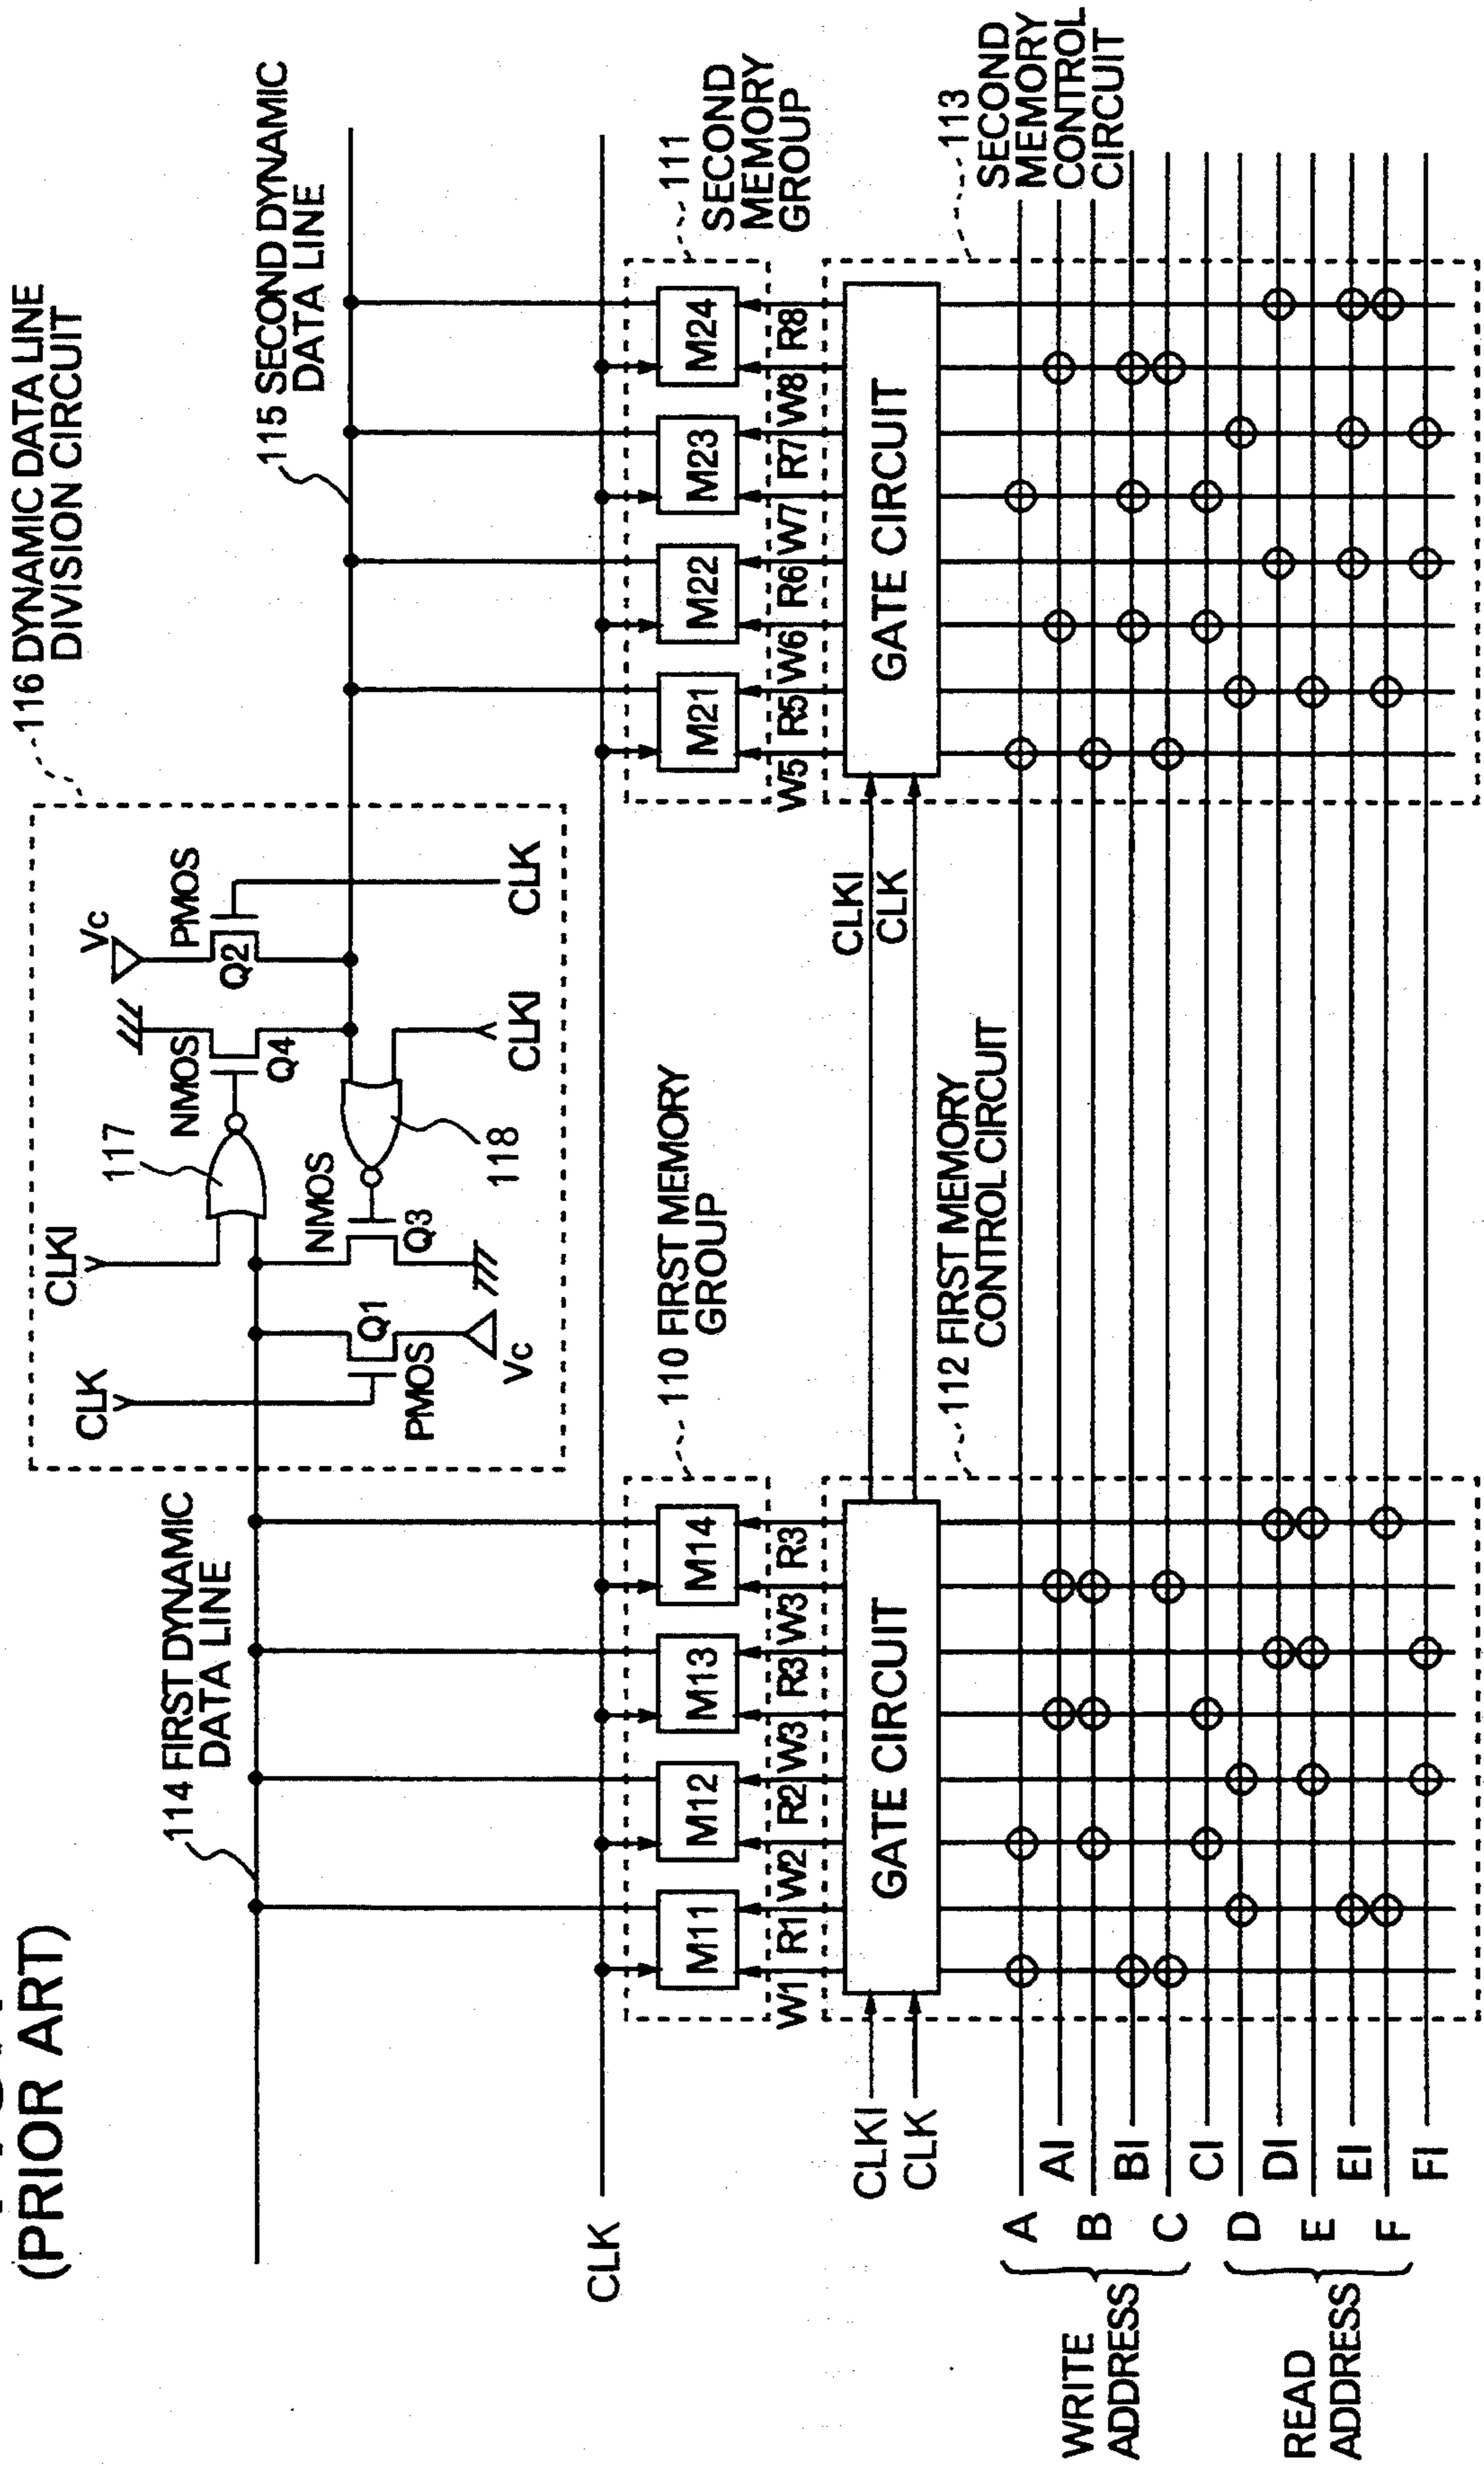 (PRIOR ART)
116 DYNAMIC DATA LINE
DIVISION CIRCUIT
CLK
CLKI
117
NMOS
Vc
PMOS
Q4
Q2
115 SECOND DYNAMIC
DATA LINE
114 FIRST DYNAMIC
DATA LINE
Q1
PMOS
Vc
NMOS
Q3
118
CLKI
CLK
CLK
110 FIRST MEMORY
GROUP
111
SECOND
MEMORY
GROUP
M11
M12
M13
M14
M21
M22
M23
M24
W1
R1
W2
R2
W3
R3
W3
R3
W5
R5
W6
R6
W7
R7
W8
R8
112 FIRST MEMORY
CONTROL CIRCUIT
113
SECOND
MEMORY
CONTROL
CIRCUIT
CLKI
CLK
GATE CIRCUIT
CLKI
CLK
GATE CIRCUIT
WRITE
ADDRESS
A
AI
B
BI
C
CI
READ
ADDRESS
D
DI
E
EI
F
FI